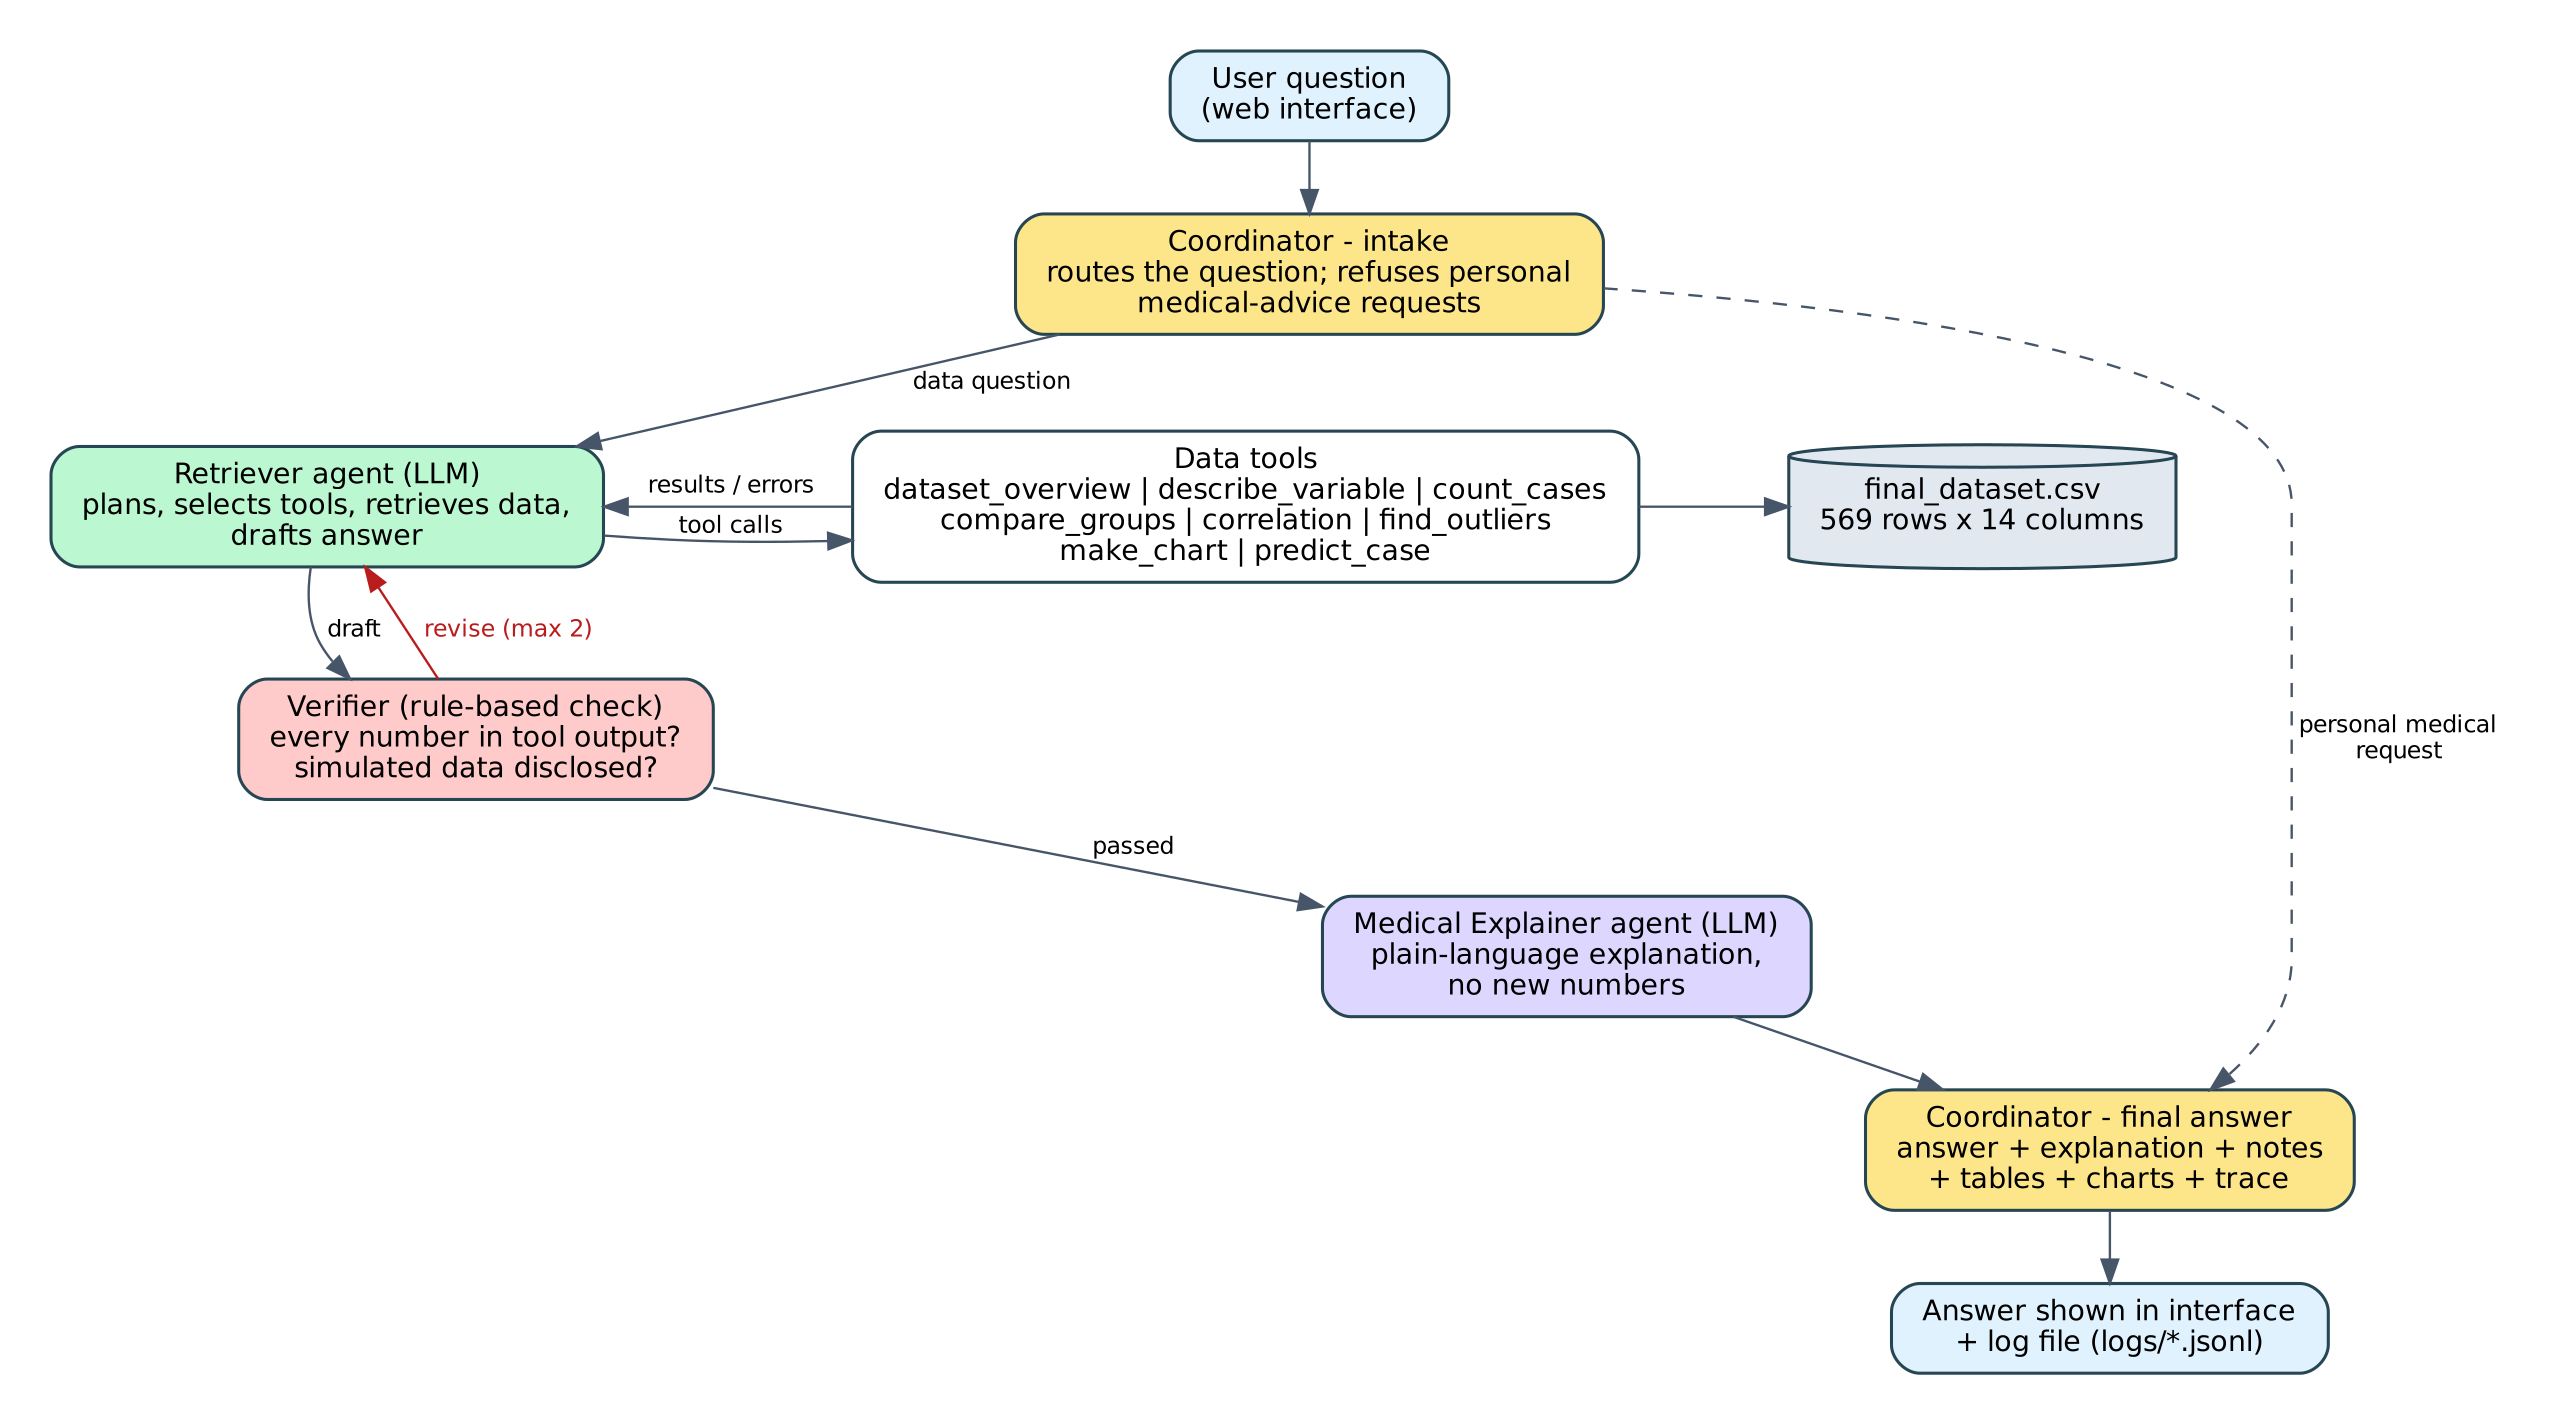 User question
(web interface)
Coordinator - intake
routes the question; refuses personal
medical-advice requests
data question
Retriever agent (LLM)
plans, selects tools, retrieves data,
drafts answer
results / errors
tool calls
Data tools
dataset_overview | describe_variable | count_cases
compare_groups | correlation | find_outliers
make_chart | predict_case
final_dataset.csv
569 rows x 14 columns
draft
revise (max 2)
Verifier (rule-based check)
every number in tool output?
simulated data disclosed?
personal medical
request
passed
Medical Explainer agent (LLM)
plain-language explanation,
no new numbers
Coordinator - final answer
answer + explanation + notes
+ tables + charts + trace
Answer shown in interface
+ log file (logs/*.jsonl)